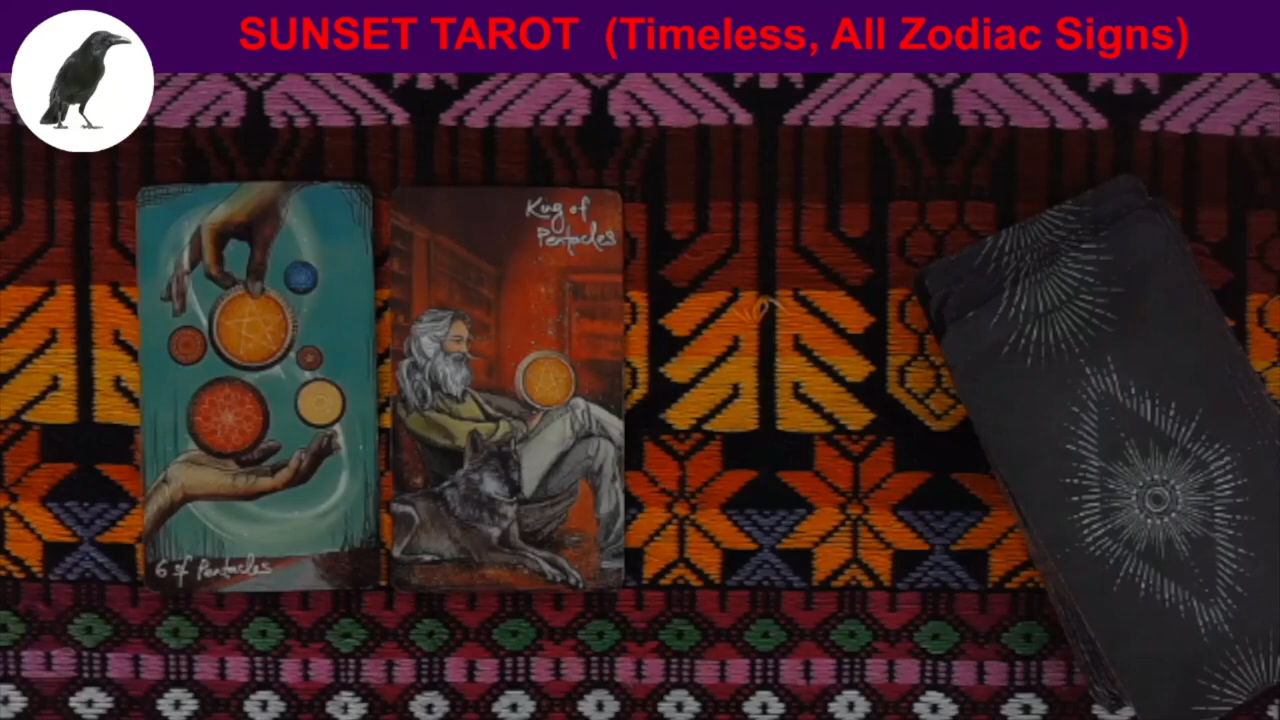 SUNSET TAROT (Timeless, All Zodiac Signs)
King of
Pentacles
6 of Pentacles